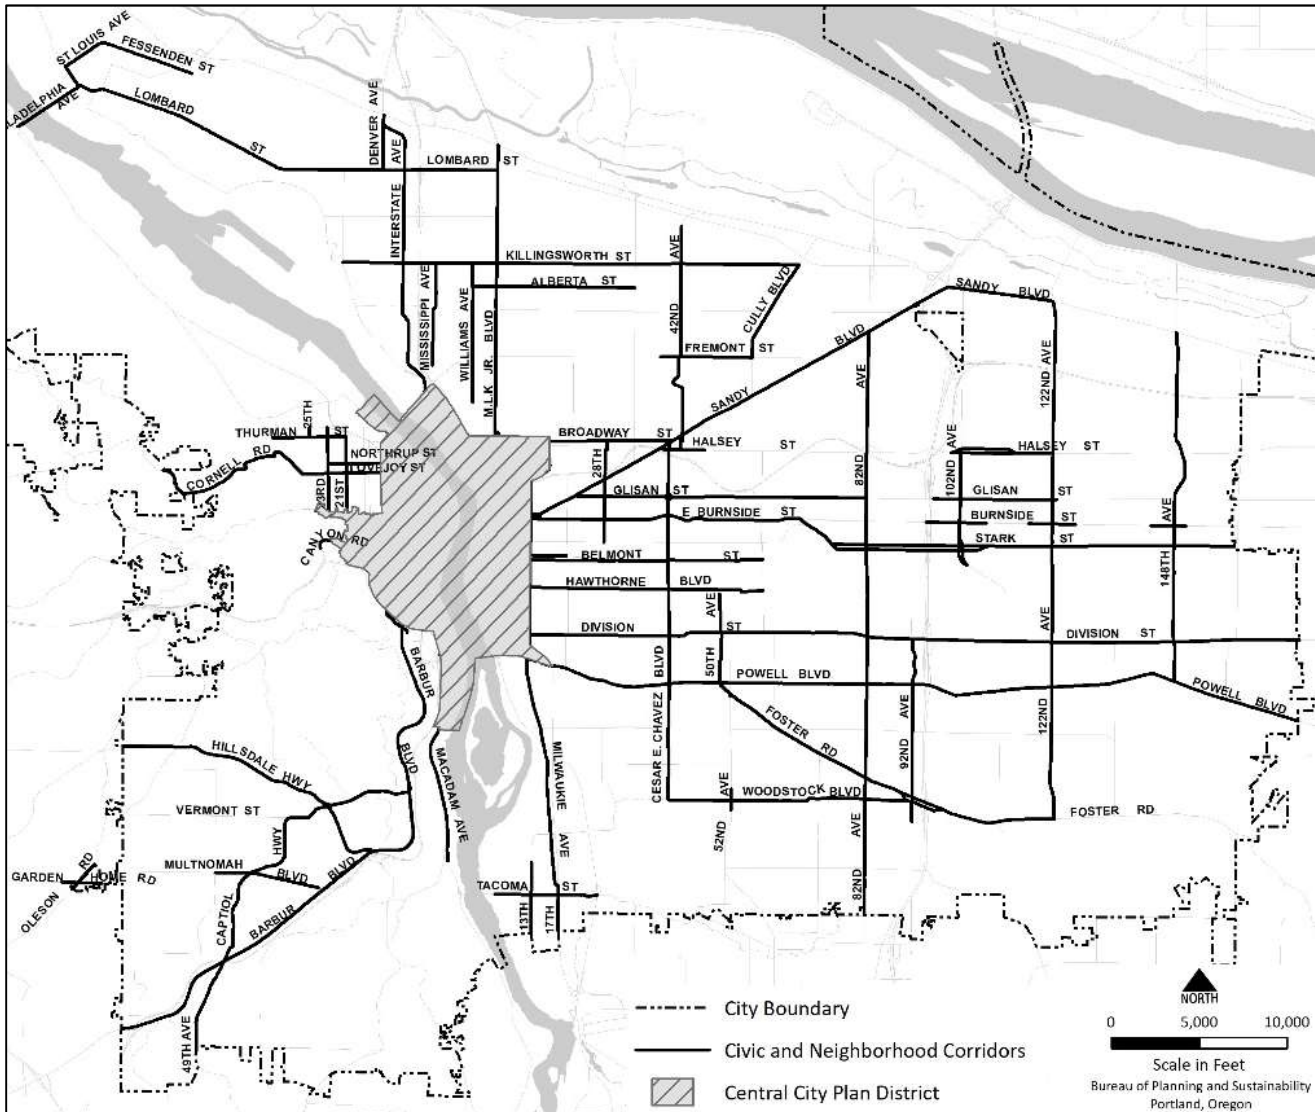 ST LOUIS AVE
FESSENDEN ST
LADELPHIA AVE
LOMBARD ST
DENVER AVE
INTERSTATE AVE
LOMBARD ST
KILLINGSWORTH ST
ALBERTA ST
MISSISSIPPI AVE
WILLIAMS AVE
M.L.K JR. BLVD
42ND AVE
CULLY BLVD
FREMONT ST
SANDY BLVD
SANDY BLVD
82ND AVE
122ND AVE
THURMAN ST
25TH
NORTHRUP ST
LOVEJOY ST
CORNELL RD
23RD
21ST
CANYON RD
BROADWAY ST
HALSEY ST
28TH
GLISAN ST
E BURNSIDE ST
BELMONT ST
HAWTHORNE BLVD
DIVISION ST
102ND AVE
HALSEY ST
GLISAN ST
BURNSIDE ST
STARK ST
148TH AVE
50TH AVE
POWELL BLVD
DIVISION ST
POWELL BLVD
122ND AVE
CESAR E. CHAVEZ BLVD
FOSTER RD
92ND AVE
WOODSTOCK BLVD
52ND AVE
82ND AVE
FOSTER RD
BARBUR BLVD
MACADAM AVE
MILWAUKIE AVE
HILLSDALE HWY
VERMONT ST
CAPTIOL HWY
MULTNOMAH BLVD
BARBUR BLVD
GARDEN HOME RD
OLESON RD
49TH AVE
TACOMA ST
13TH
17TH
City Boundary
Civic and Neighborhood Corridors
Central City Plan District
NORTH
0 5,000 10,000
Scale in Feet
Bureau of Planning and Sustainability
Portland, Oregon